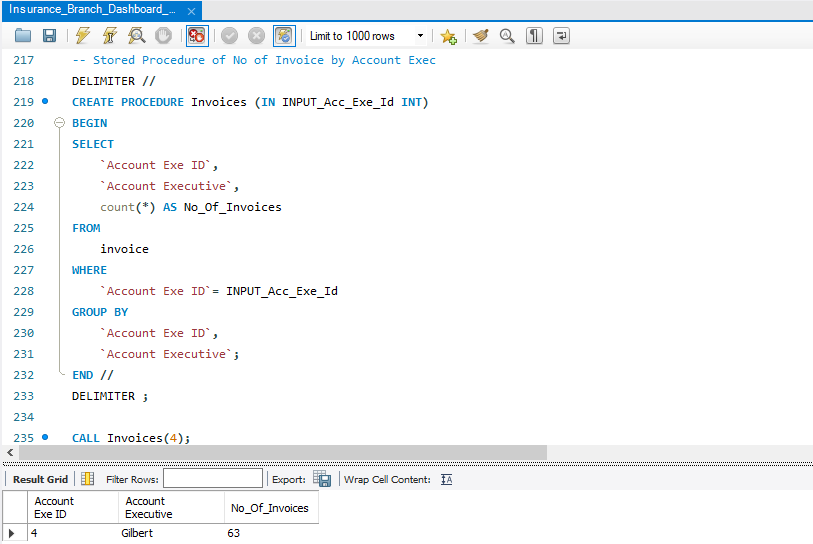 Insurance_Branch_Dashboard_...
Limit to 1000 rows
217 -- Stored Procedure of No of Invoice by Account Exec
218 DELIMITER //
219 CREATE PROCEDURE Invoices (IN INPUT_Acc_Exe_Id INT)
220 BEGIN
221 SELECT
222 `Account Exe ID`,
223 `Account Executive`,
224 count(*) AS No_Of_Invoices
225 FROM
226 invoice
227 WHERE
228 `Account Exe ID`= INPUT_Acc_Exe_Id
229 GROUP BY
230 `Account Exe ID`,
231 `Account Executive`;
232 END //
233 DELIMITER ;
234
235 CALL Invoices(4);
Result Grid Filter Rows: Export: Wrap Cell Content:
Account Exe ID Account Executive No_Of_Invoices
4 Gilbert 63